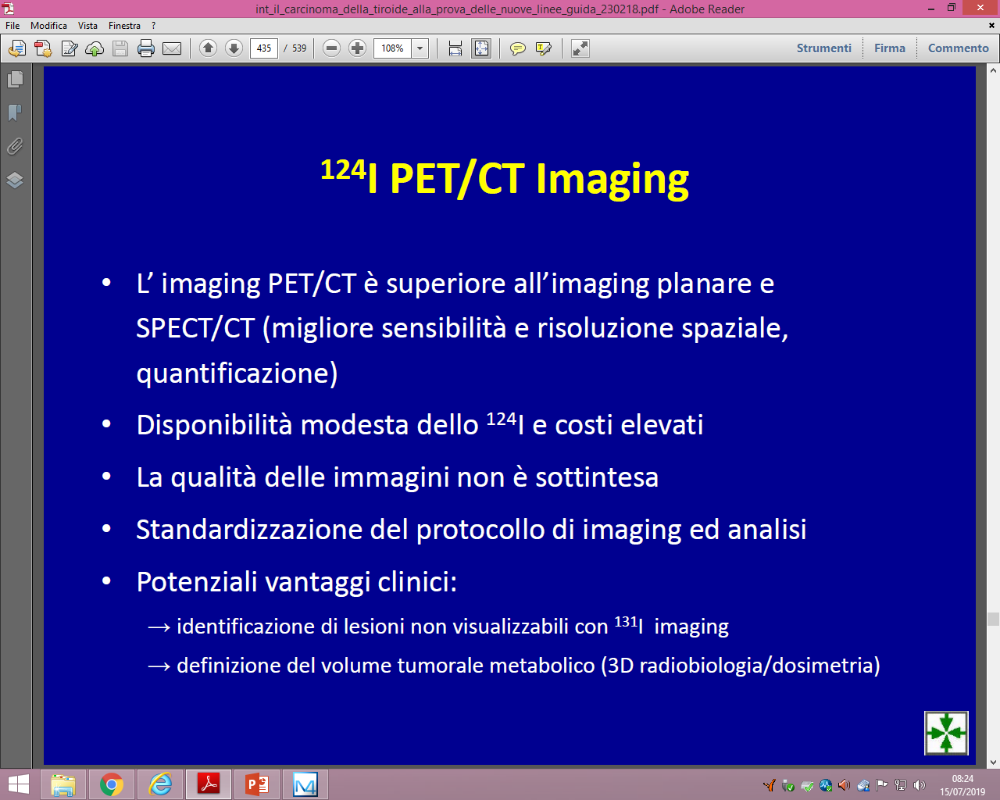 int_il_carcinoma_della_tiroide_alla_prova_delle_nuove_linee_guida_230218.pdf - Adobe Reader
File Modifica Vista Finestra ?
435 / 539 108% Strumenti Firma Commento
¹²⁴I PET/CT Imaging
• L’ imaging PET/CT è superiore all’imaging planare e
SPECT/CT (migliore sensibilità e risoluzione spaziale,
quantificazione)
• Disponibilità modesta dello ¹²⁴I e costi elevati
• La qualità delle immagini non è sottintesa
• Standardizzazione del protocollo di imaging ed analisi
• Potenziali vantaggi clinici:
→ identificazione di lesioni non visualizzabili con ¹³¹I imaging
→ definizione del volume tumorale metabolico (3D radiobiologia/dosimetria)
08:24
15/07/2019